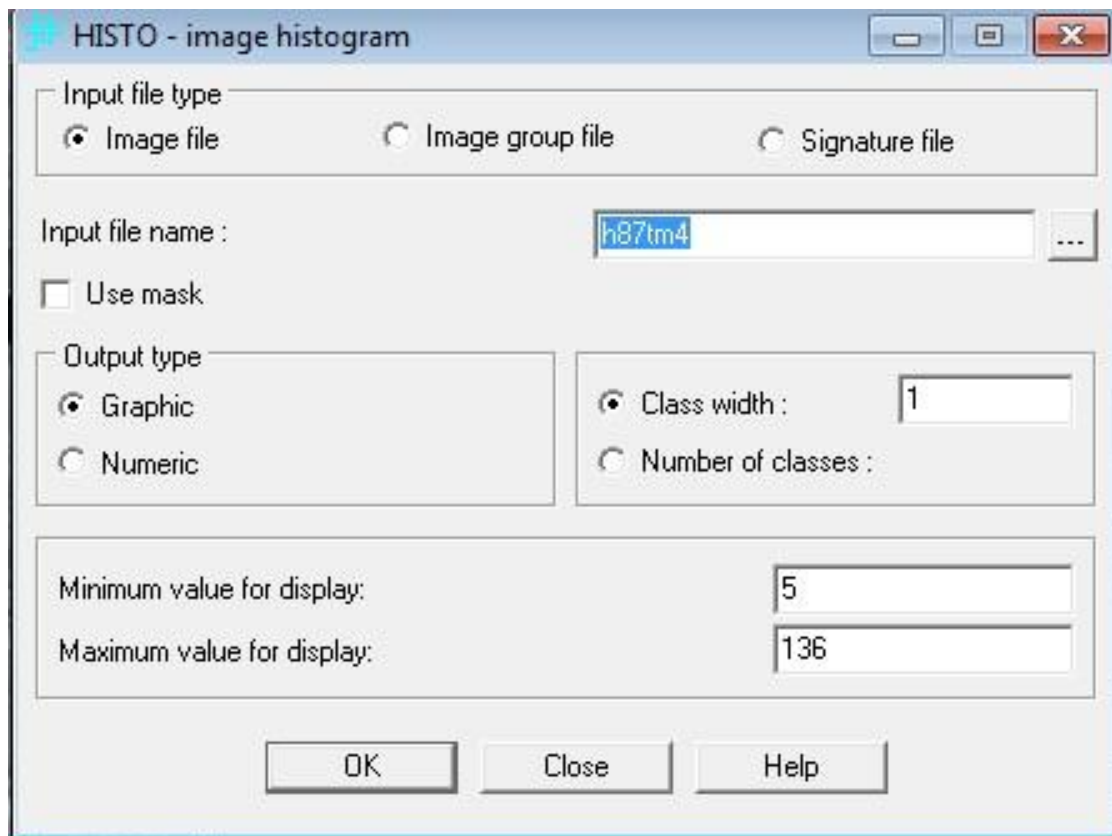 HISTO - image histogram
Input file type
Image file Image group file Signature file
Input file name : h87tm4 ...
Use mask
Output type
Graphic Class width : 1
Numeric Number of classes :
Minimum value for display: 5
Maximum value for display: 136
OK Close Help